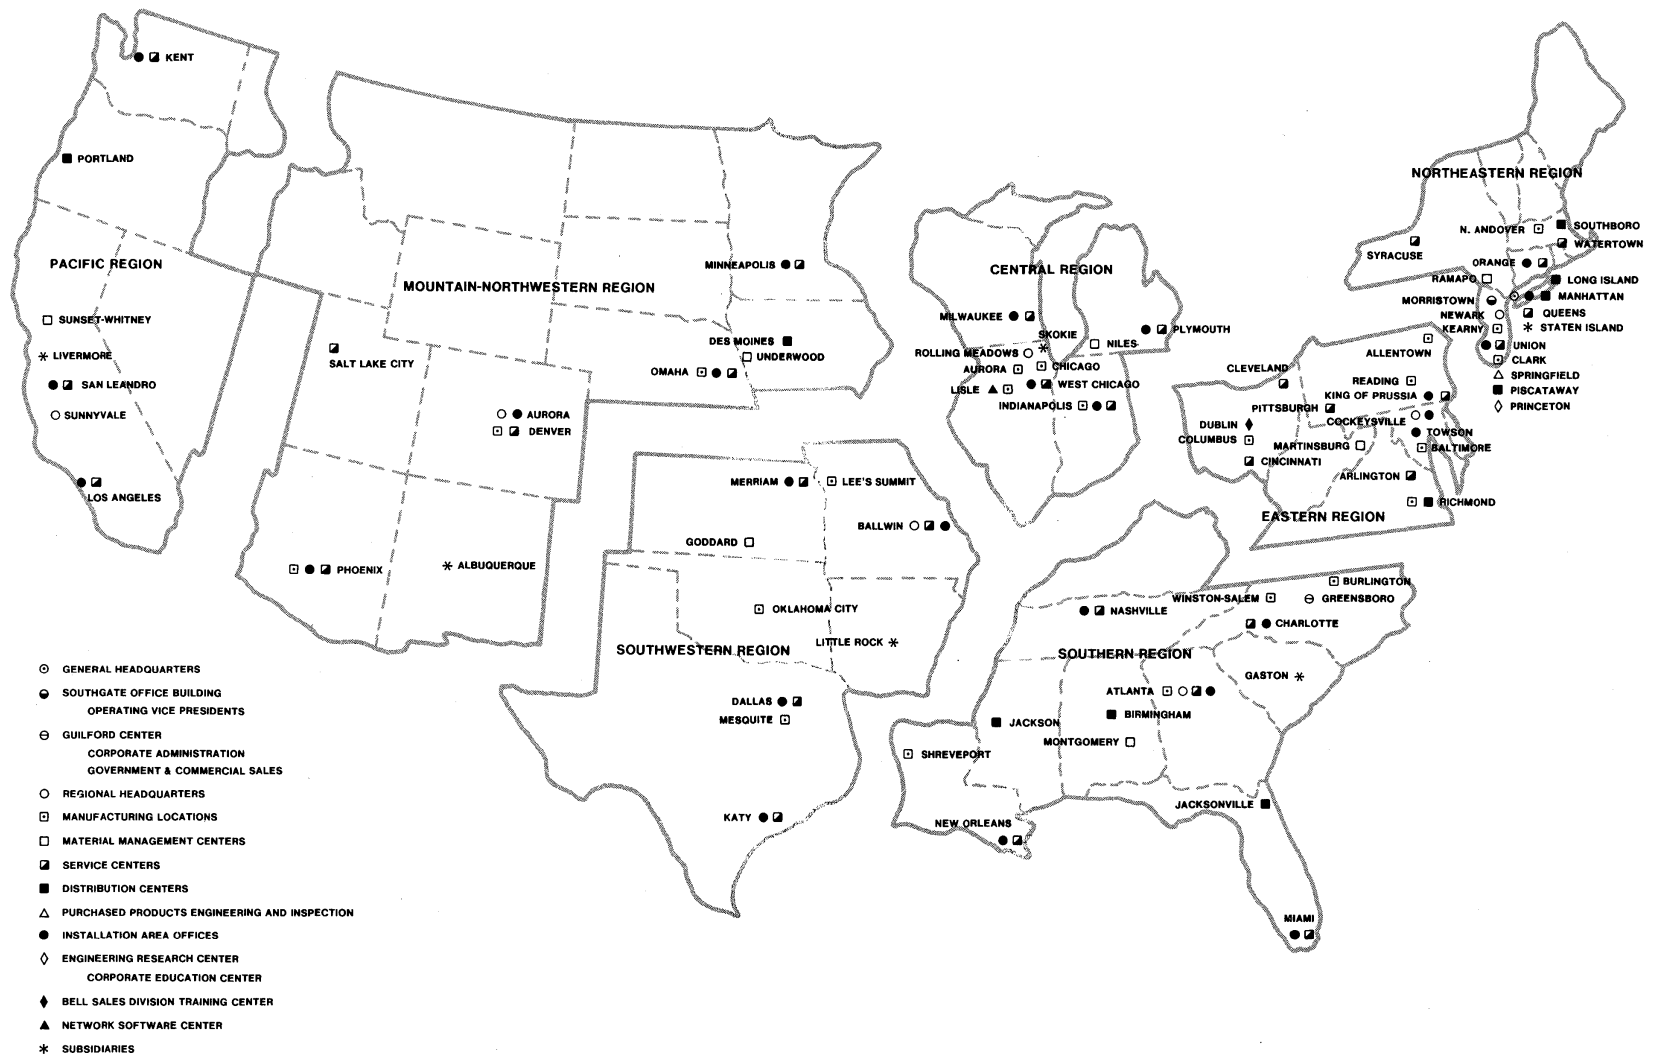 KENT
PORTLAND
PACIFIC REGION
SUNSET-WHITNEY
LIVERMORE
SAN LEANDRO
SUNNYVALE
LOS ANGELES
MOUNTAIN-NORTHWESTERN REGION
MINNEAPOLIS
SALT LAKE CITY
DES MOINES
UNDERWOOD
OMAHA
AURORA
DENVER
PHOENIX
ALBUQUERQUE
MERRIAM
LEE'S SUMMIT
BALLWIN
GODDARD
OKLAHOMA CITY
LITTLE ROCK
SOUTHWESTERN REGION
DALLAS
MESQUITE
KATY
CENTRAL REGION
MILWAUKEE
SKOKIE
PLYMOUTH
NILES
ROLLING MEADOWS
AURORA
CHICAGO
LISLE
WEST CHICAGO
INDIANAPOLIS
NORTHEASTERN REGION
N. ANDOVER
SOUTHBORO
WATERTOWN
SYRACUSE
ORANGE
RAMAPO
LONG ISLAND
MORRISTOWN
MANHATTAN
NEWARK
QUEENS
KEARNY
STATEN ISLAND
UNION
CLARK
SPRINGFIELD
PISCATAWAY
PRINCETON
ALLENTOWN
CLEVELAND
READING
KING OF PRUSSIA
PITTSBURGH
COCKEYSVILLE
DUBLIN
TOWSON
COLUMBUS
MARTINSBURG
BALTIMORE
CINCINNATI
ARLINGTON
RICHMOND
EASTERN REGION
BURLINGTON
WINSTON-SALEM
GREENSBORO
NASHVILLE
CHARLOTTE
SOUTHERN REGION
GASTON
ATLANTA
BIRMINGHAM
JACKSON
MONTGOMERY
SHREVEPORT
JACKSONVILLE
NEW ORLEANS
MIAMI
GENERAL HEADQUARTERS
SOUTHGATE OFFICE BUILDING
OPERATING VICE PRESIDENTS
GUILFORD CENTER
CORPORATE ADMINISTRATION
GOVERNMENT & COMMERCIAL SALES
REGIONAL HEADQUARTERS
MANUFACTURING LOCATIONS
MATERIAL MANAGEMENT CENTERS
SERVICE CENTERS
DISTRIBUTION CENTERS
PURCHASED PRODUCTS ENGINEERING AND INSPECTION
INSTALLATION AREA OFFICES
ENGINEERING RESEARCH CENTER
CORPORATE EDUCATION CENTER
BELL SALES DIVISION TRAINING CENTER
NETWORK SOFTWARE CENTER
SUBSIDIARIES